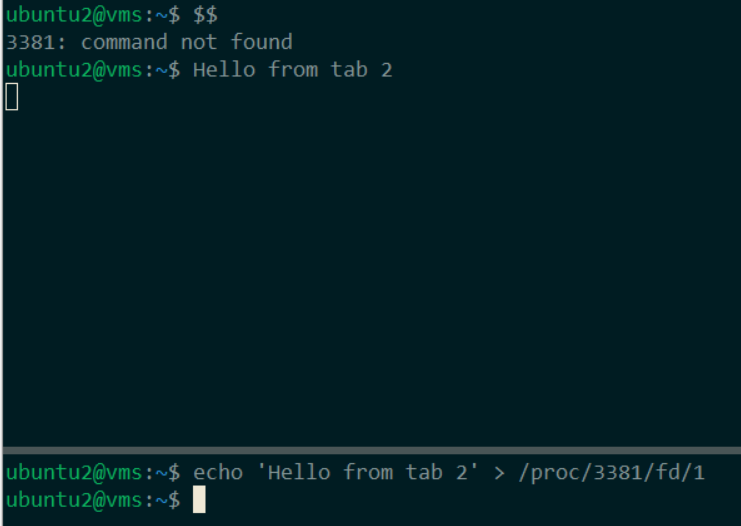 ubuntu2@vms:~$ $$
3381: command not found
ubuntu2@vms:~$ Hello from tab 2
ubuntu2@vms:~$ echo 'Hello from tab 2' > /proc/3381/fd/1
ubuntu2@vms:~$